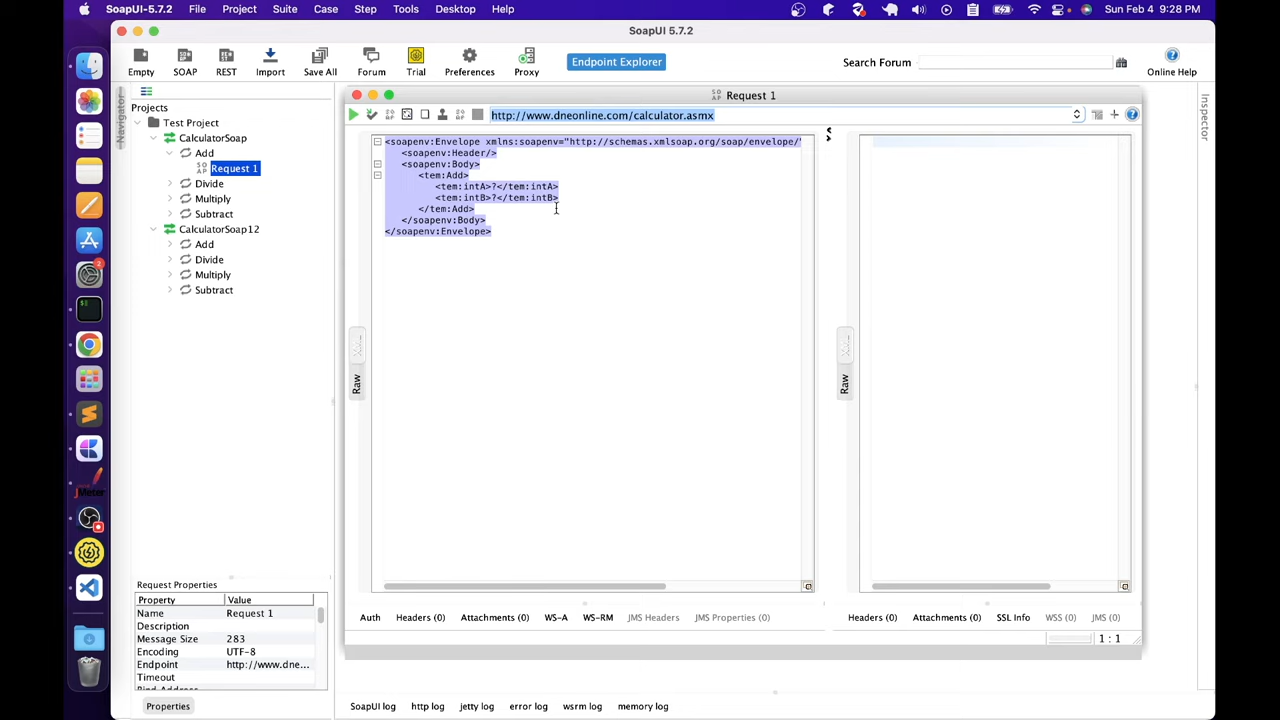 SoapUI-5.7.2 File Project Suite Case Step Tools Desktop Help Sun Feb 4 9:28 PM
SoapUI 5.7.2
Empty SOAP REST Import Save All Forum Trial Preferences Proxy
Endpoint Explorer
Search Forum
Online Help
Navigator
Inspector
Projects
Test Project
CalculatorSoap
Add
Request 1
Divide
Multiply
Subtract
CalculatorSoap12
Add
Divide
Multiply
Subtract
Request 1
http://www.dneonline.com/calculator.asmx
<soapenv:Envelope xmlns:soapenv="http://schemas.xmlsoap.org/soap/envelope/"
<soapenv:Header/>
<soapenv:Body>
<tem:Add>
<tem:intA>?</tem:intA>
<tem:intB>?</tem:intB>
</tem:Add>
</soapenv:Body>
</soapenv:Envelope>
Raw
Raw
Auth Headers (0) Attachments (0) WS-A WS-RM JMS Headers JMS Properties (0)
Headers (0) Attachments (0) SSL Info WSS (0) JMS (0)
1 : 1
Request Properties
Property Value
Name Request 1
Description
Message Size 283
Encoding UTF-8
Endpoint http://www.dne...
Timeout
Bind Address
Properties
SoapUI log http log jetty log error log wsrm log memory log
2
JMeter